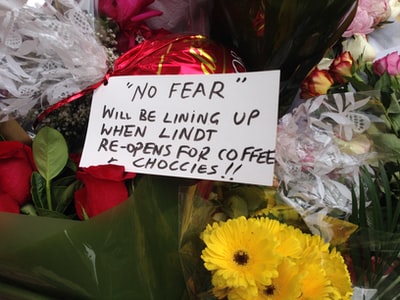 "NO FEAR"
WILL BE LINING UP
WHEN LINDT
RE-OPENS FOR COFFEE
+ CHOCCIES!!